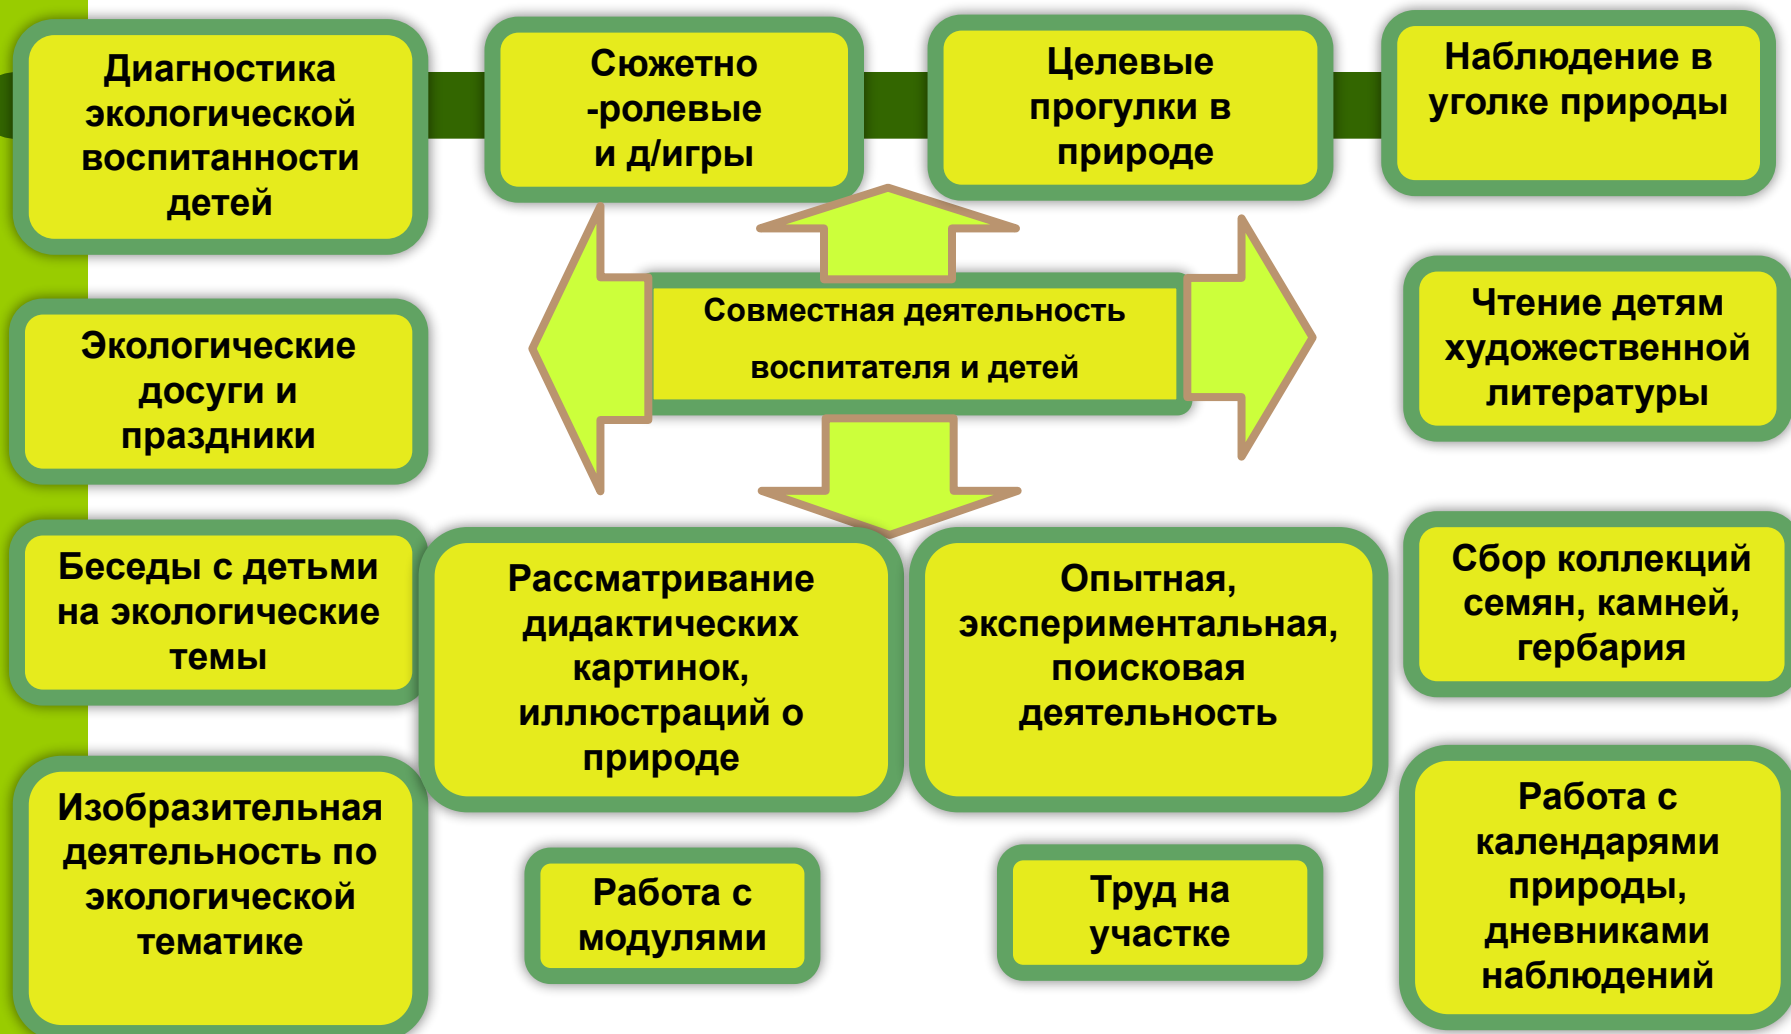 Диагностика
экологической
воспитанности
детей
Сюжетно
-ролевые
и д/игры
Целевые
прогулки в
природе
Наблюдение в
уголке природы
Совместная деятельность
воспитателя и детей
Экологические
досуги и
праздники
Чтение детям
художественной
литературы
Беседы с детьми
на экологические
темы
Рассматривание
дидактических
картинок,
иллюстраций о
природе
Опытная,
экспериментальная,
поисковая
деятельность
Сбор коллекций
семян, камней,
гербария
Изобразительная
деятельность по
экологической
тематике
Работа с
модулями
Труд на
участке
Работа с
календарями
природы,
дневниками
наблюдений